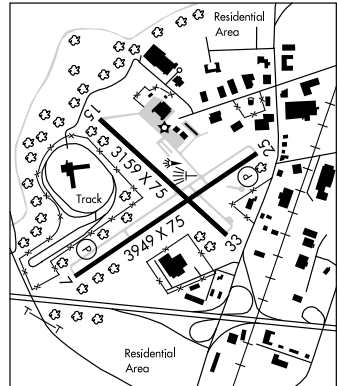 Residential
Area
15
3159 X 75
25
P
Track
P
3949 X 75
7
33
Residential
Area